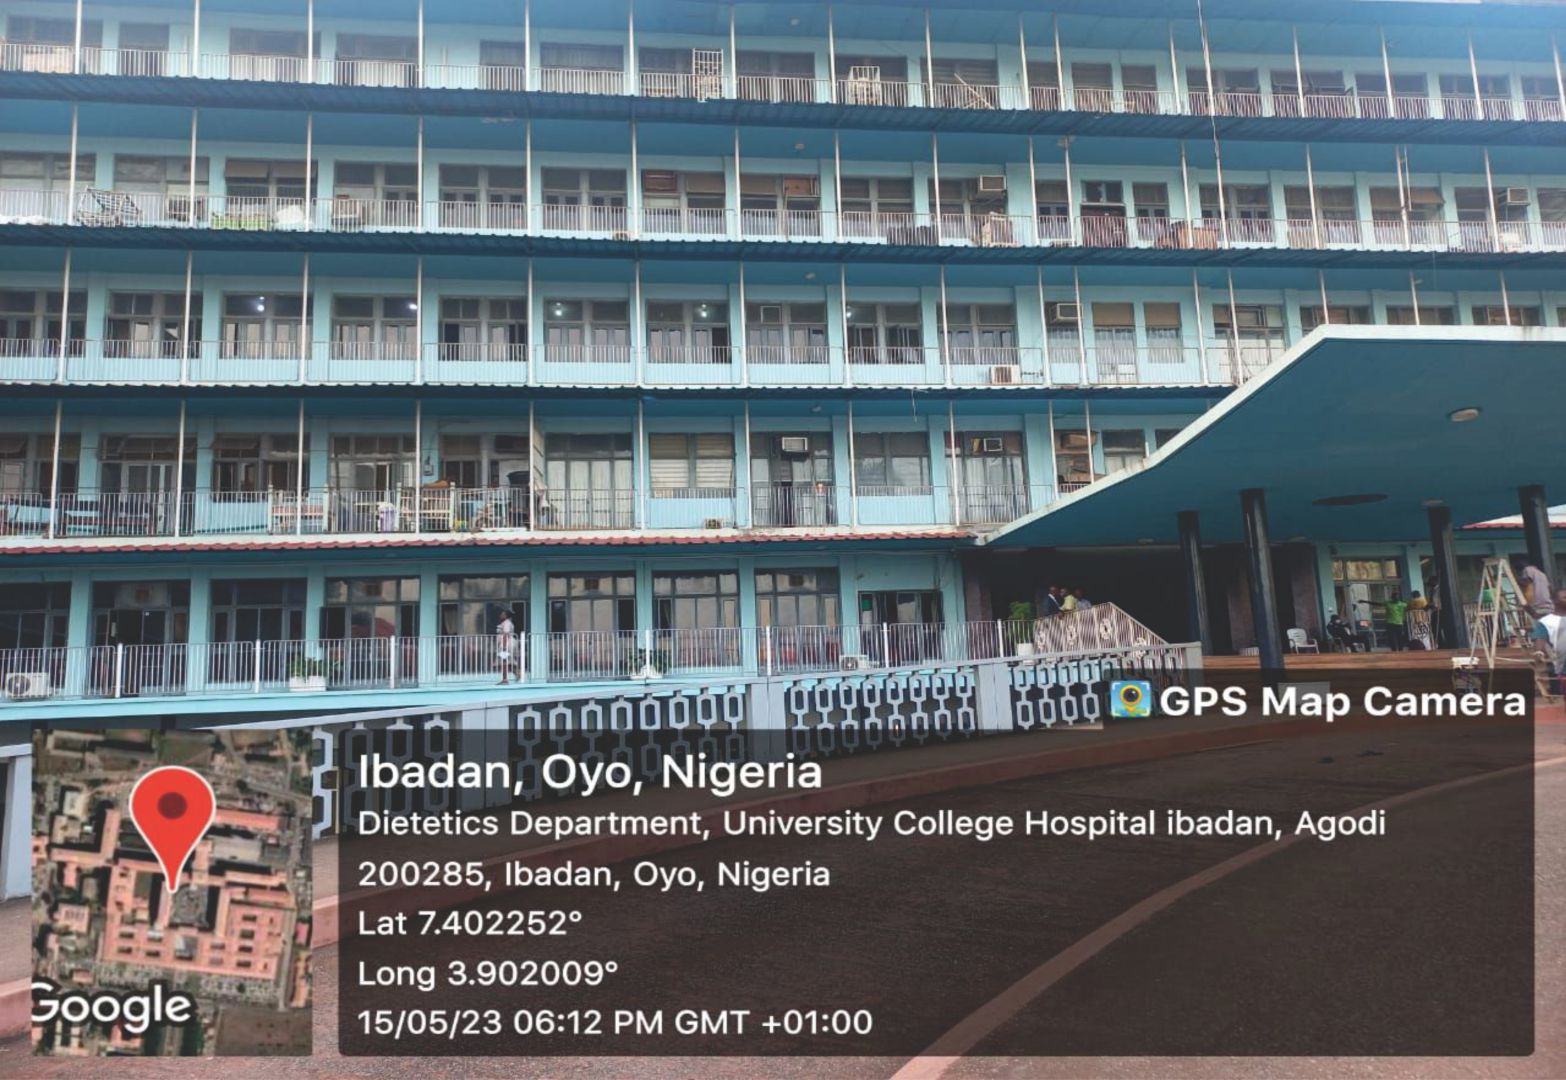 GPS Map Camera
Ibadan, Oyo, Nigeria
Dietetics Department, University College Hospital ibadan, Agodi
200285, Ibadan, Oyo, Nigeria
Lat 7.402252°
Long 3.902009°
15/05/23 06:12 PM GMT +01:00
Google